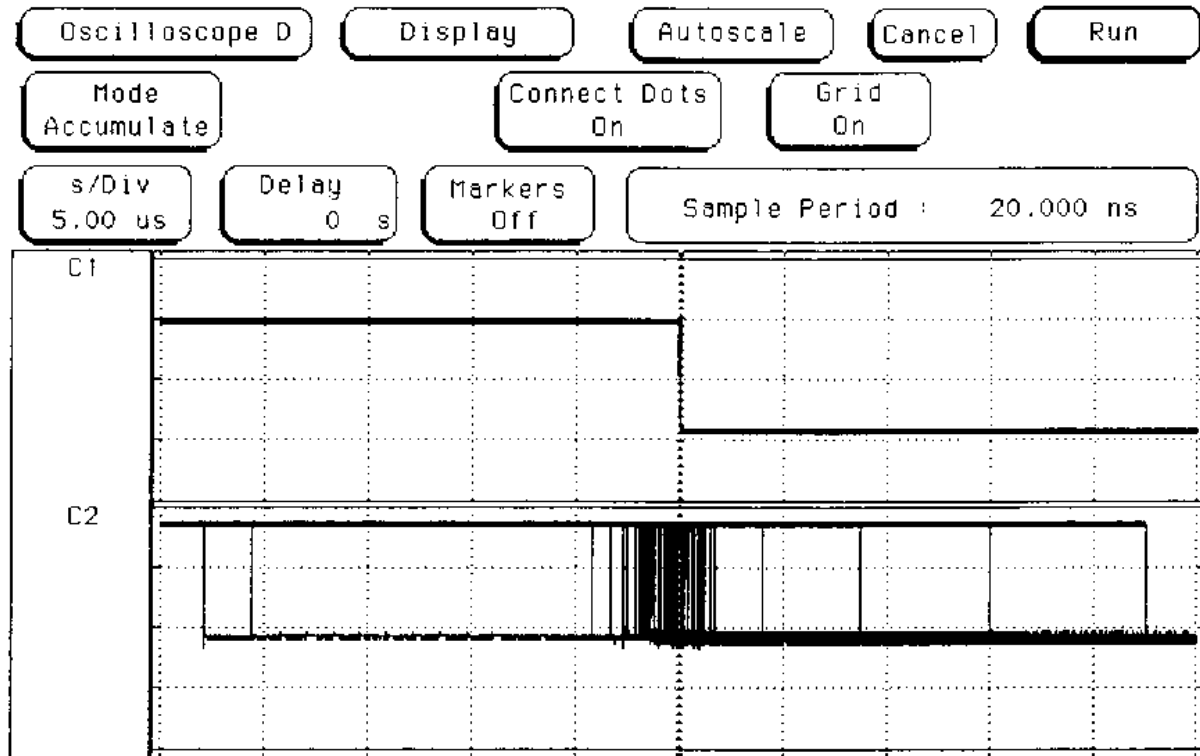 Oscilloscope D Display Autoscale Cancel Run
Mode Connect Dots Grid
Accumulate On On
s/Div Delay Markers
5.00 us 0 s Off Sample Period : 20.000 ns
C1
C2